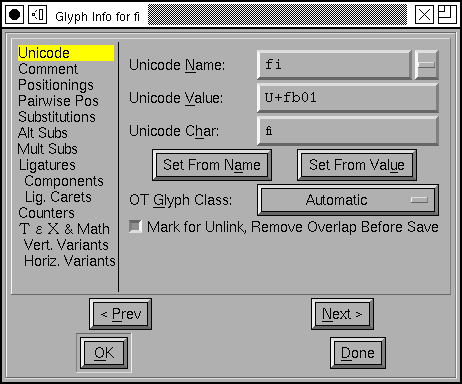 Glyph Info for fi
Unicode
Comment
Positionings
Pairwise Pos
Substitutions
Alt Subs
Mult Subs
Ligatures
Components
Lig. Carets
Counters
Τ ε Χ & Math
Vert. Variants
Horiz. Variants
Unicode Name: fi
Unicode Value: U+fb01
Unicode Char: ﬁ
Set From Name Set From Value
OT Glyph Class: Automatic
Mark for Unlink, Remove Overlap Before Save
< Prev Next >
OK Done